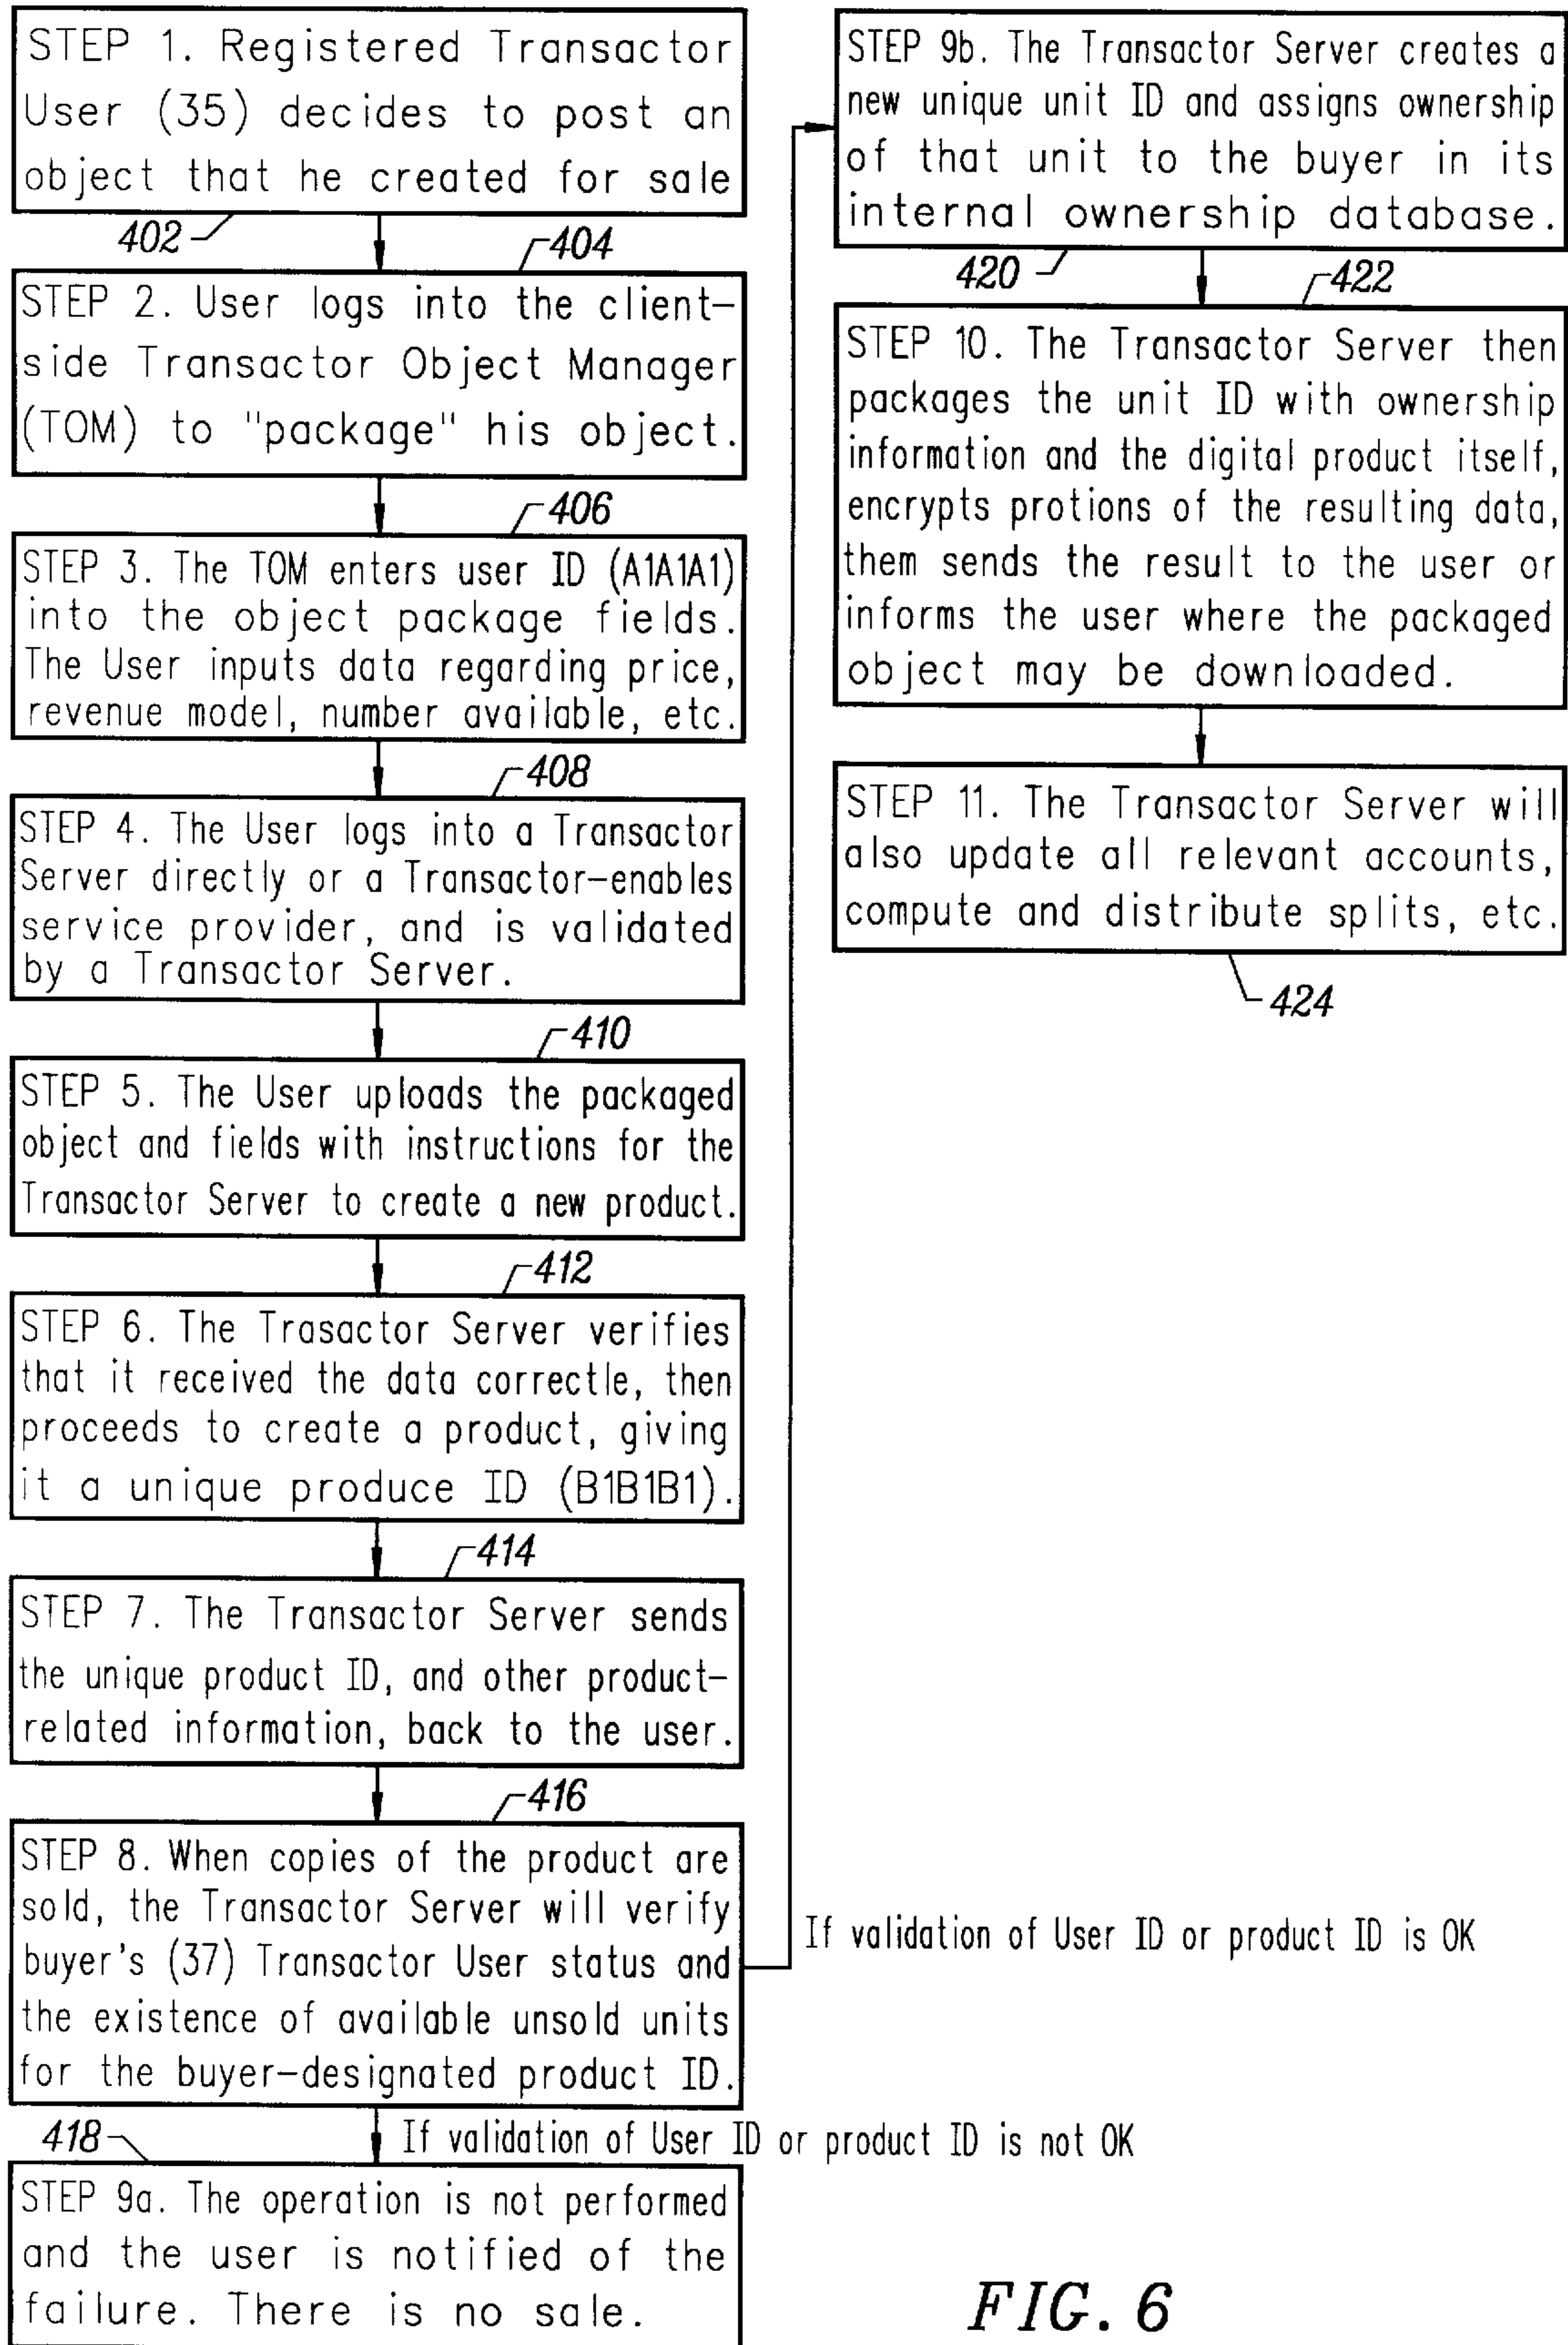 STEP 1. Registered Transactor
User (35) decides to post an
object that he created for sale
402
404
STEP 2. User logs into the client-
side Transactor Object Manager
(TOM) to "package" his object.
406
STEP 3. The TOM enters user ID (A1A1A1)
into the object package fields.
The User inputs data regarding price,
revenue model, number available, etc.
408
STEP 4. The User logs into a Transactor
Server directly or a Transactor-enables
service provider, and is validated
by a Transactor Server.
410
STEP 5. The User uploads the packaged
object and fields with instructions for the
Transactor Server to create a new product.
412
STEP 6. The Trasactor Server verifies
that it received the data correctle, then
proceeds to create a product, giving
it a unique produce ID (B1B1B1).
414
STEP 7. The Transactor Server sends
the unique product ID, and other product-
related information, back to the user.
416
STEP 8. When copies of the product are
sold, the Transactor Server will verify
buyer's (37) Transactor User status and
the existence of available unsold units
for the buyer-designated product ID.
If validation of User ID or product ID is OK
418
If validation of User ID or product ID is not OK
STEP 9a. The operation is not performed
and the user is notified of the
failure. There is no sale.
STEP 9b. The Transactor Server creates a
new unique unit ID and assigns ownership
of that unit to the buyer in its
internal ownership database.
420
422
STEP 10. The Transactor Server then
packages the unit ID with ownership
information and the digital product itself,
encrypts protions of the resulting data,
them sends the result to the user or
informs the user where the packaged
object may be downloaded.
STEP 11. The Transactor Server will
also update all relevant accounts,
compute and distribute splits, etc.
424
FIG. 6